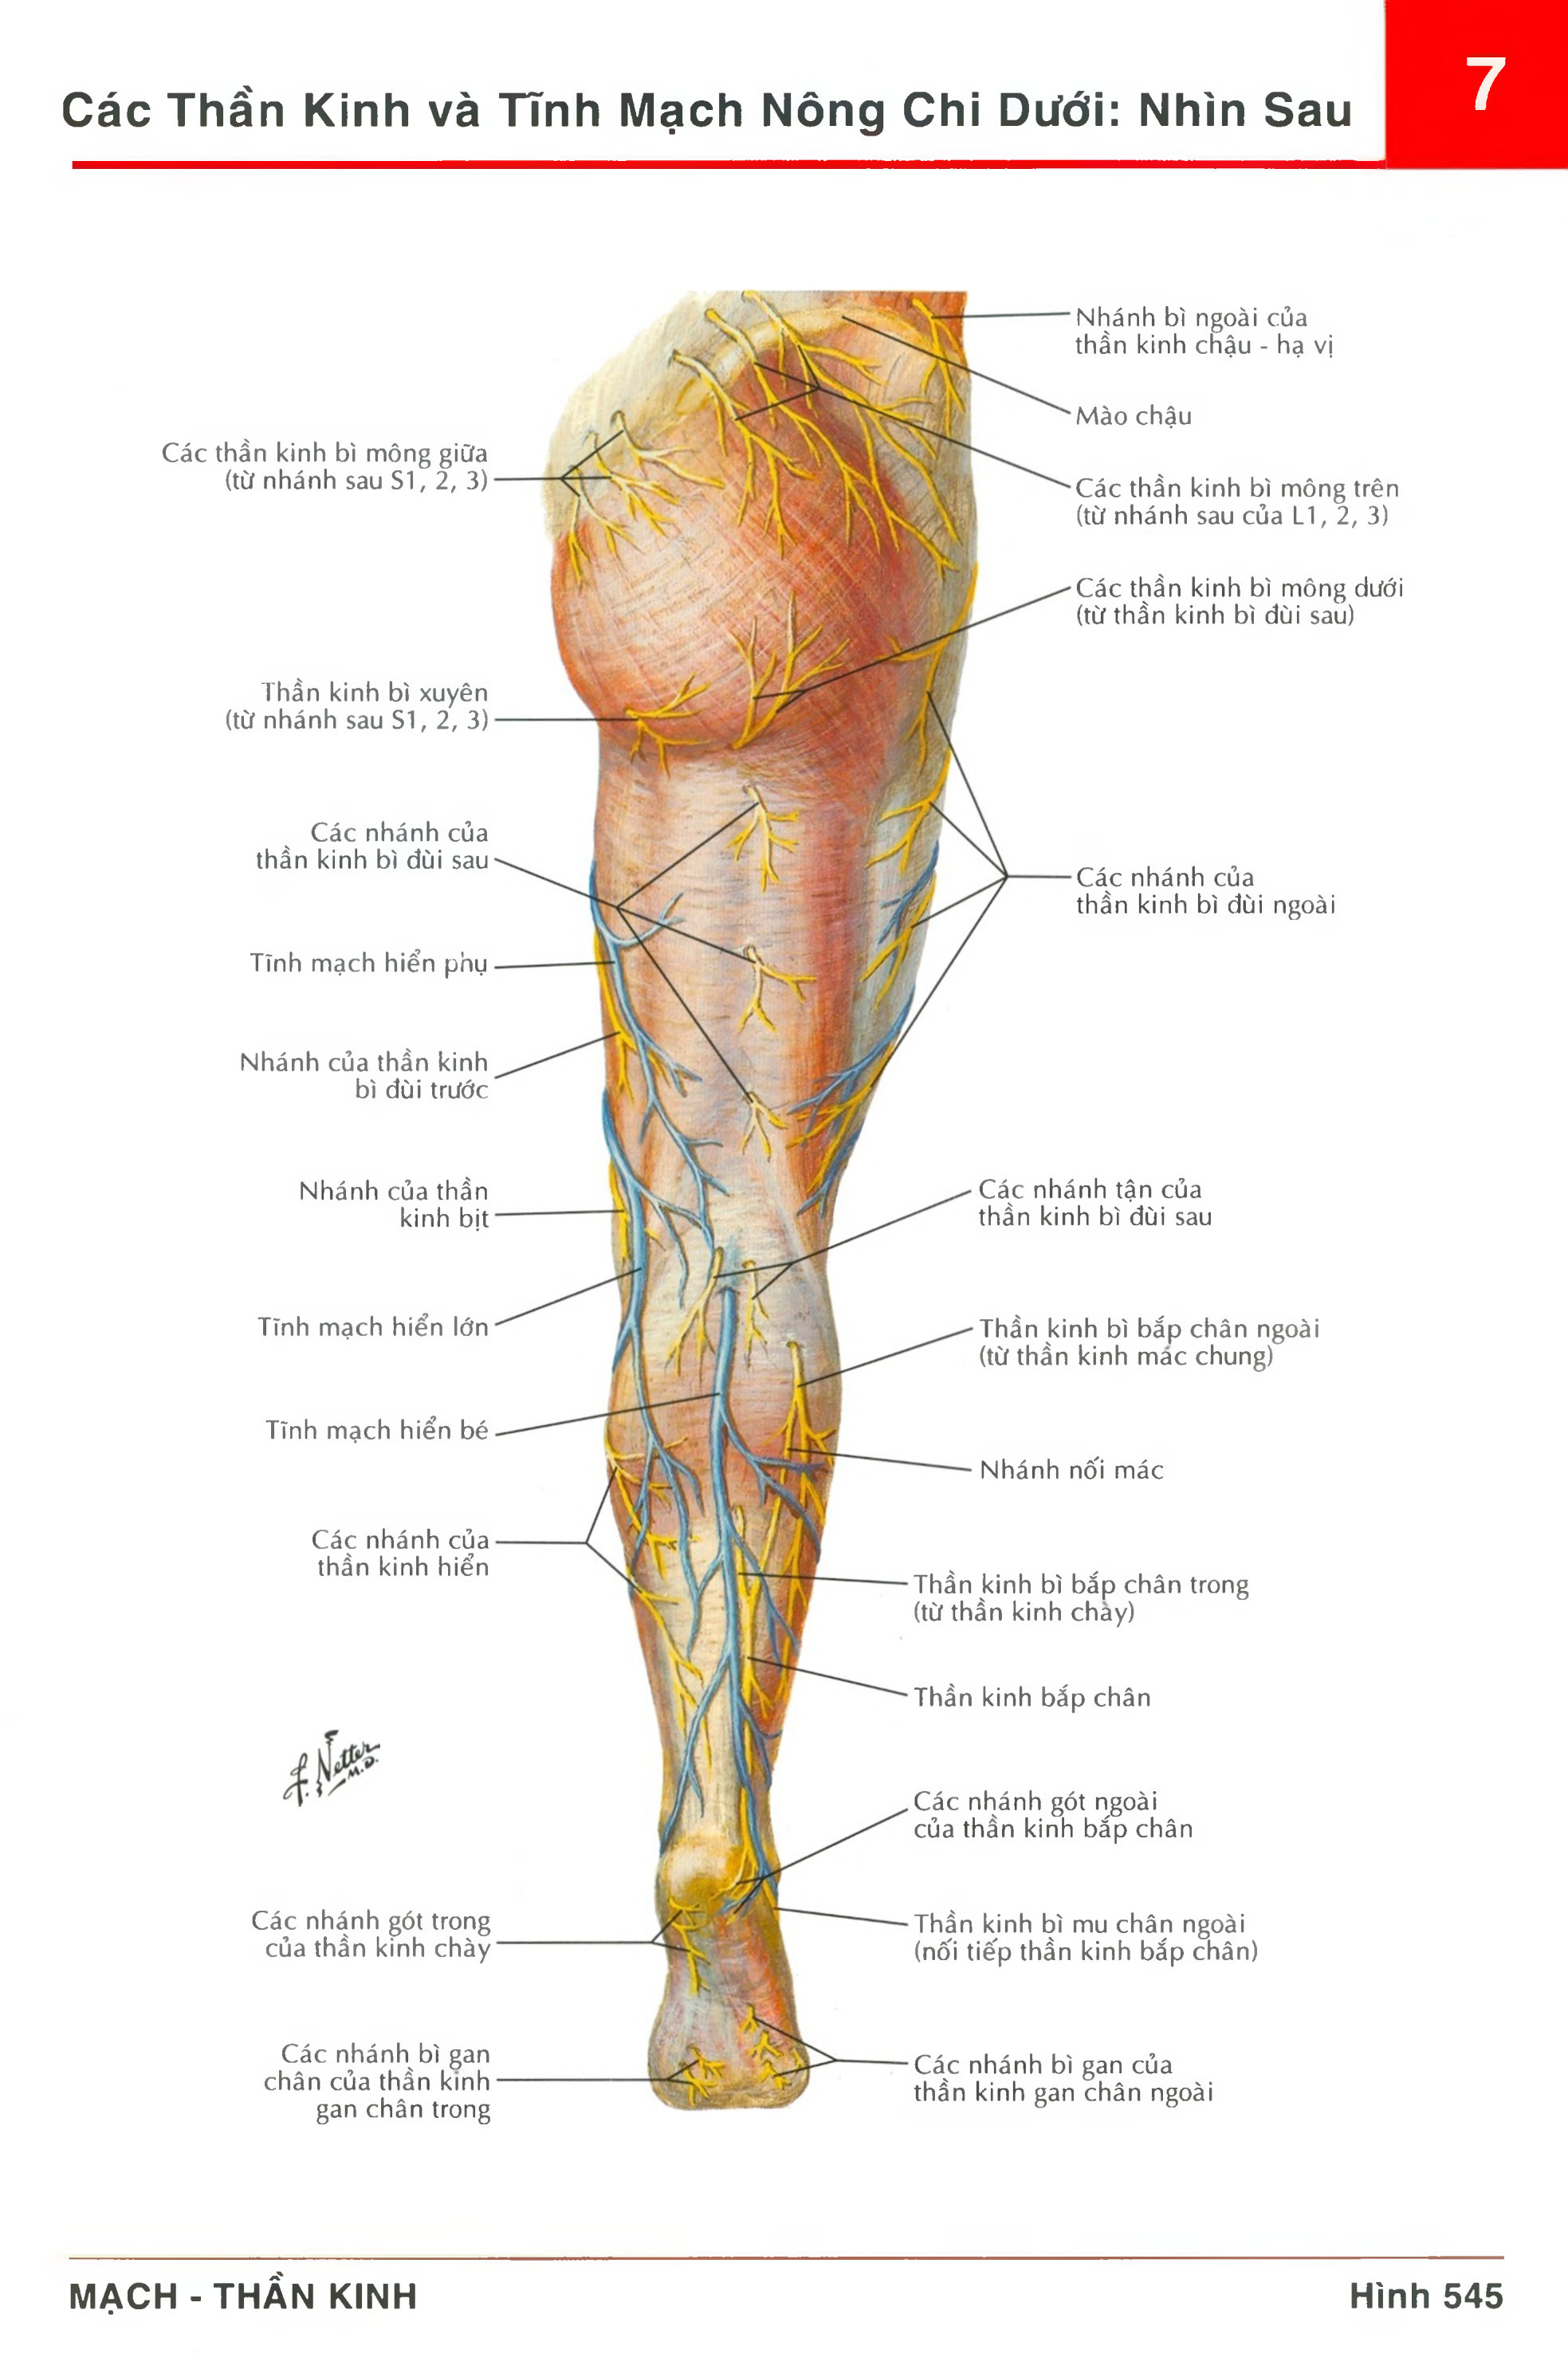 Các Thần Kinh và Tĩnh Mạch Nông Chi Dưới: Nhìn Sau
7
Nhánh bì ngoài của
thần kinh chậu - hạ vị
Mào chậu
Các thần kinh bì mông giữa
(từ nhánh sau S1, 2, 3)
Các thần kinh bì mông trên
(từ nhánh sau của L1, 2, 3)
Các thần kinh bì mông dưới
(từ thần kinh bì đùi sau)
Thần kinh bì xuyên
(từ nhánh sau S1, 2, 3)
Các nhánh của
thần kinh bì đùi sau
Các nhánh của
thần kinh bì đùi ngoài
Tĩnh mạch hiển phụ
Nhánh của thần kinh
bì đùi trước
Nhánh của thần
kinh bịt
Các nhánh tận của
thần kinh bì đùi sau
Tĩnh mạch hiển lớn
Thần kinh bì bắp chân ngoài
(từ thần kinh mác chung)
Tĩnh mạch hiển bé
Nhánh nối mác
Các nhánh của
thần kinh hiển
Thần kinh bì bắp chân trong
(từ thần kinh chày)
Thần kinh bắp chân
F. Netter
M.D.
Các nhánh gót ngoài
của thần kinh bắp chân
Các nhánh gót trong
của thần kinh chày
Thần kinh bì mu chân ngoài
(nối tiếp thần kinh bắp chân)
Các nhánh bì gan
chân của thần kinh
gan chân trong
Các nhánh bì gan của
thần kinh gan chân ngoài
MẠCH - THẦN KINH
Hình 545